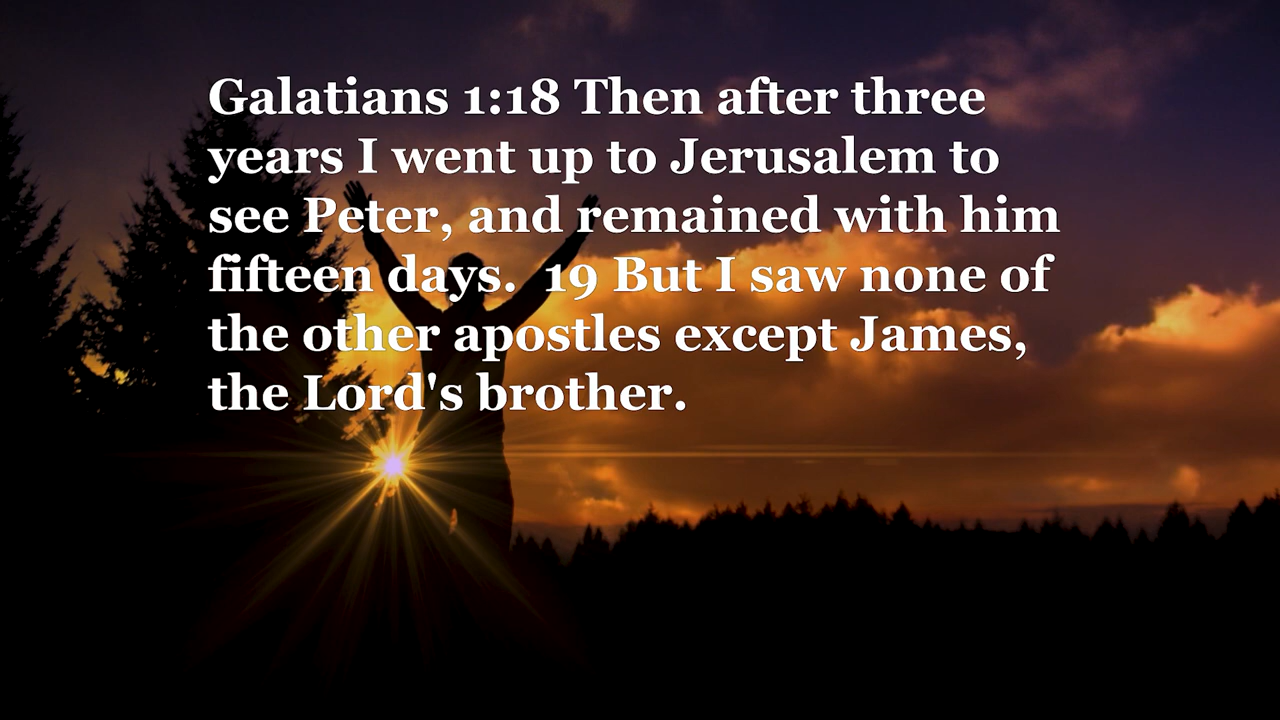 Galatians 1:18 Then after three
years I went up to Jerusalem to
see Peter, and remained with him
fifteen days.  19 But I saw none of
the other apostles except James,
the Lord's brother.